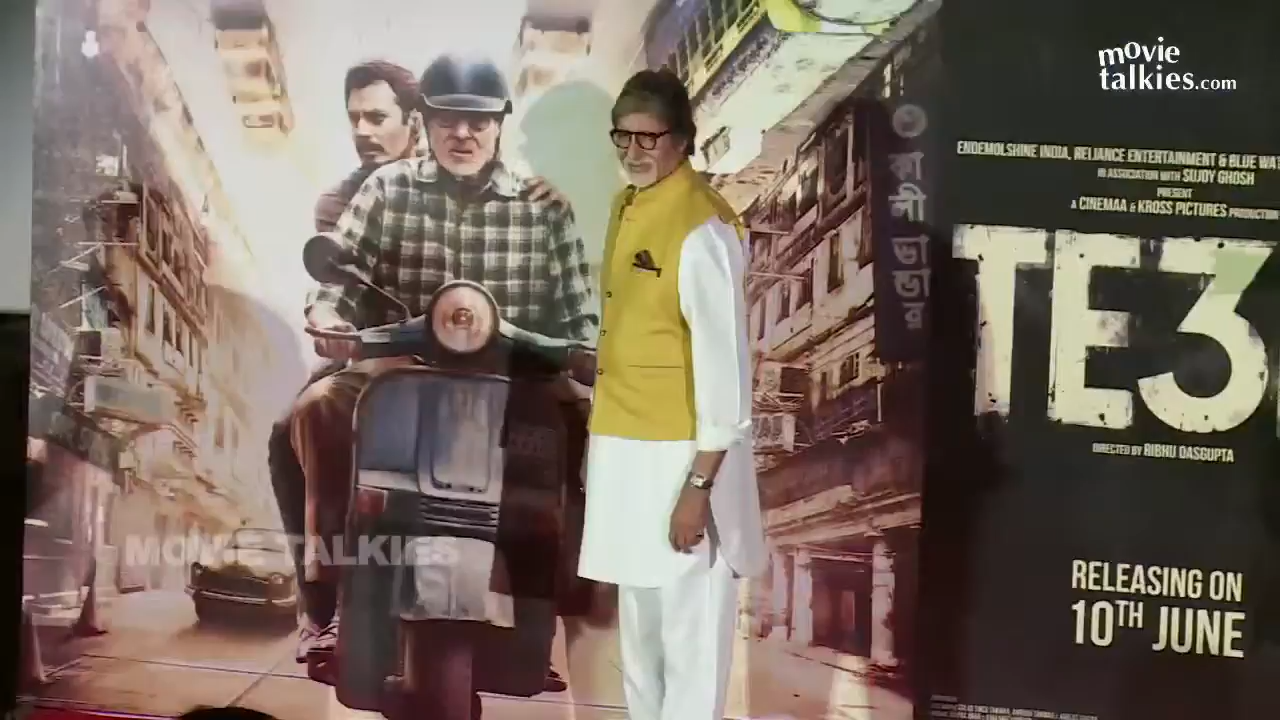 movie
talkies.com
ENDEMOLSHINE INDIA, RELIANCE ENTERTAINMENT & BLUE WAT
IN ASSOCIATION WITH SUJOY GHOSH
PRESENT
A CINEMAA & KROSS PICTURES PRODUCTION
TE3
DIRECTED BY RIBHU DASGUPTA
MOVIE TALKIES
RELEASING ON
10TH JUNE